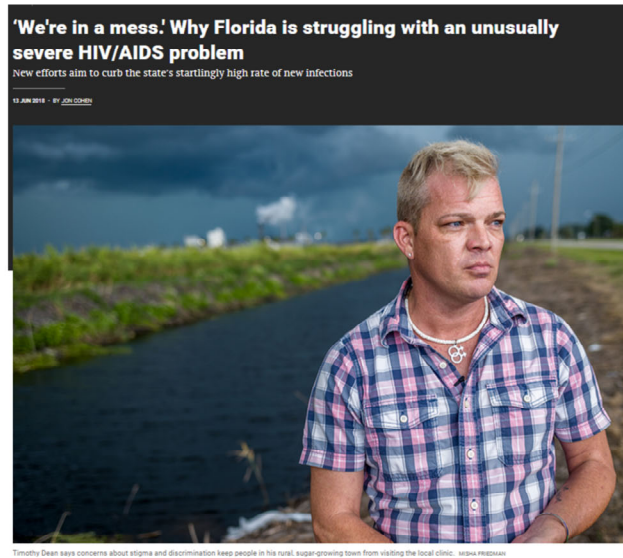 ‘We're in a mess.’ Why Florida is struggling with an unusually
severe HIV/AIDS problem
New efforts aim to curb the state's startlingly high rate of new infections
13 JUN 2018 · BY JON COHEN
Timothy Dean says concerns about stigma and discrimination keep people in his rural, sugar-growing town from visiting the local clinic. MISHA FRIEDMAN